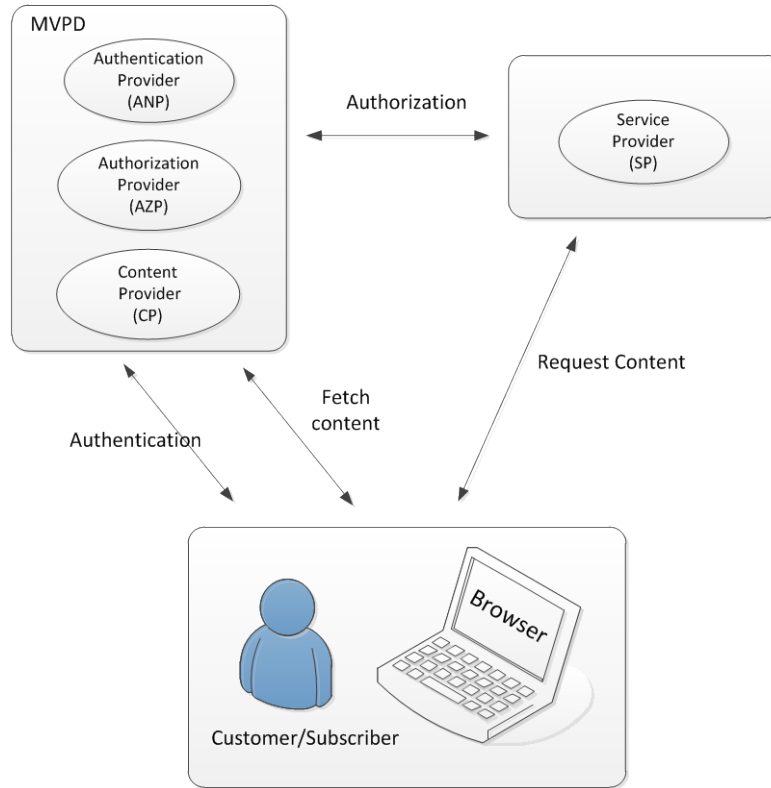 MVPD
Authentication
Provider
(ANP)
Authorization
Provider
(AZP)
Content
Provider
(CP)
Authorization
Service
Provider
(SP)
Authentication
Fetch
content
Request Content
Browser
Customer/Subscriber